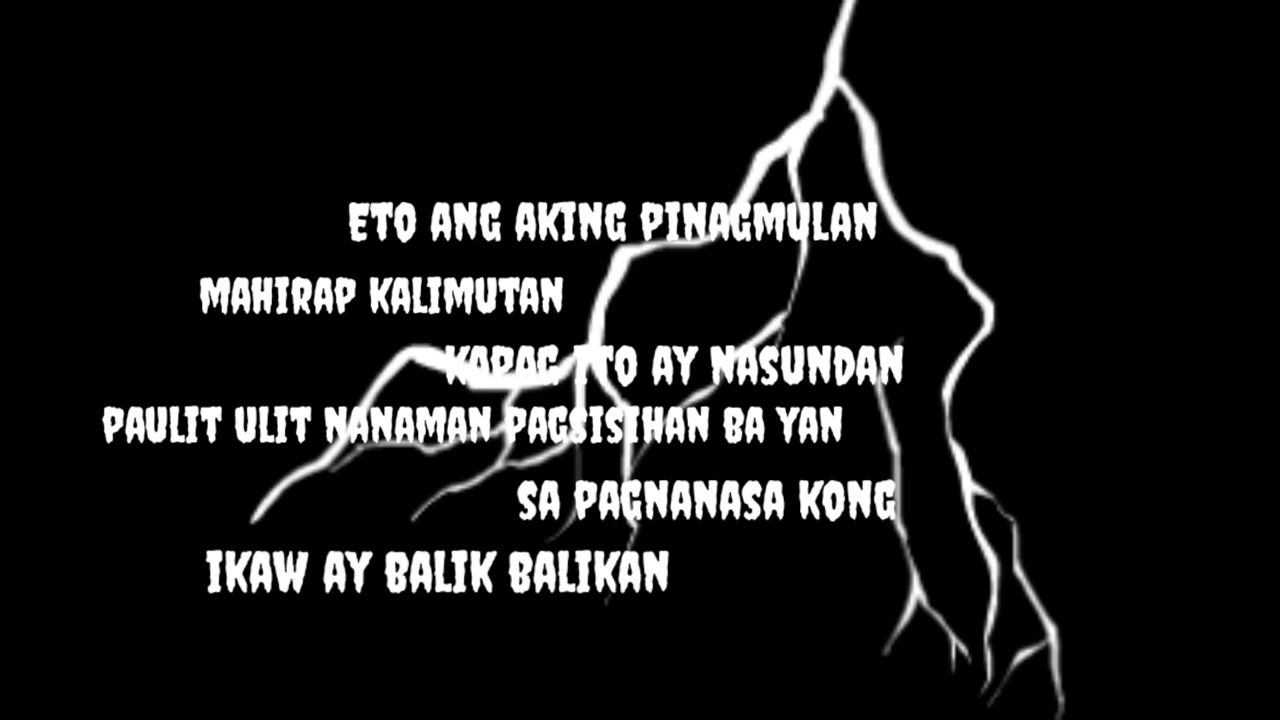 ETO ANG AKING PINAGMULAN
MAHIRAP KALIMUTAN
KAPAG ITO AY NASUNDAN
PAULIT ULIT NANAMAN PAGSISIHAN BA YAN
SA PAGNANASA KONG
IKAW AY BALIK BALIKAN